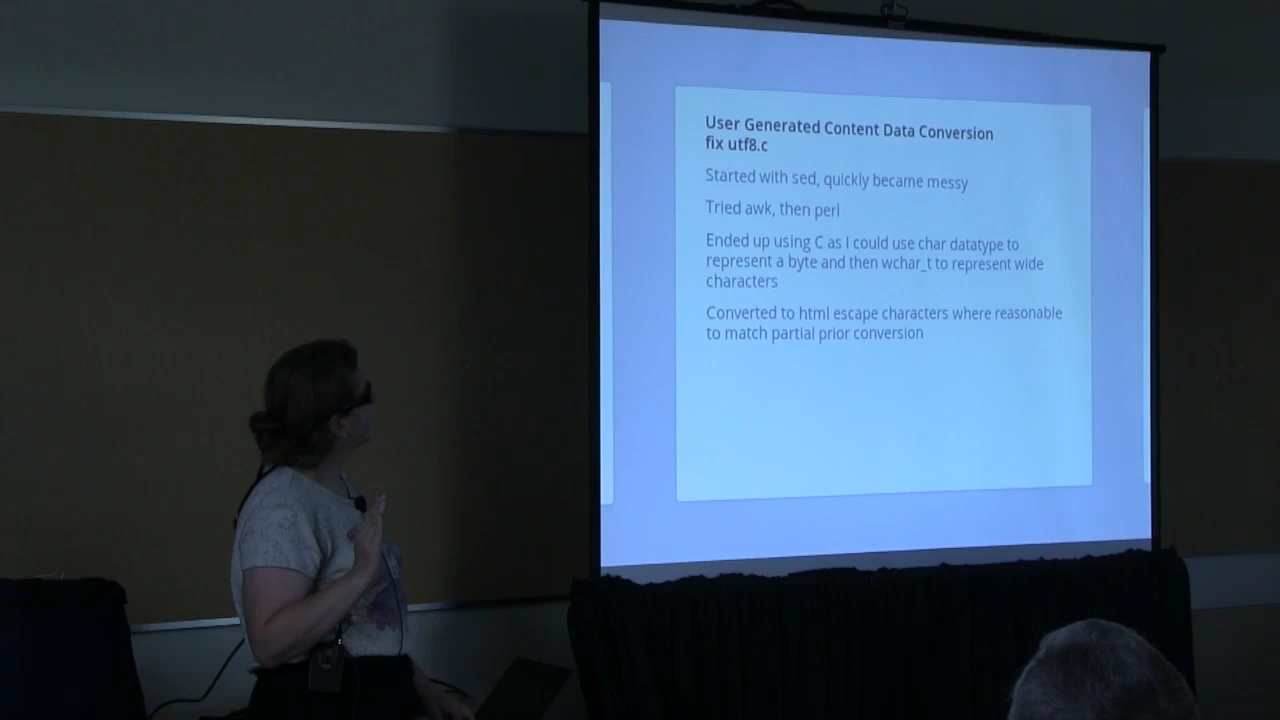 User Generated Content Data Conversion
fix utf8.c
Started with sed, quickly became messy
Tried awk, then perl
Ended up using C as I could use char datatype to
represent a byte and then wchar_t to represent wide
characters
Converted to html escape characters where reasonable
to match partial prior conversion